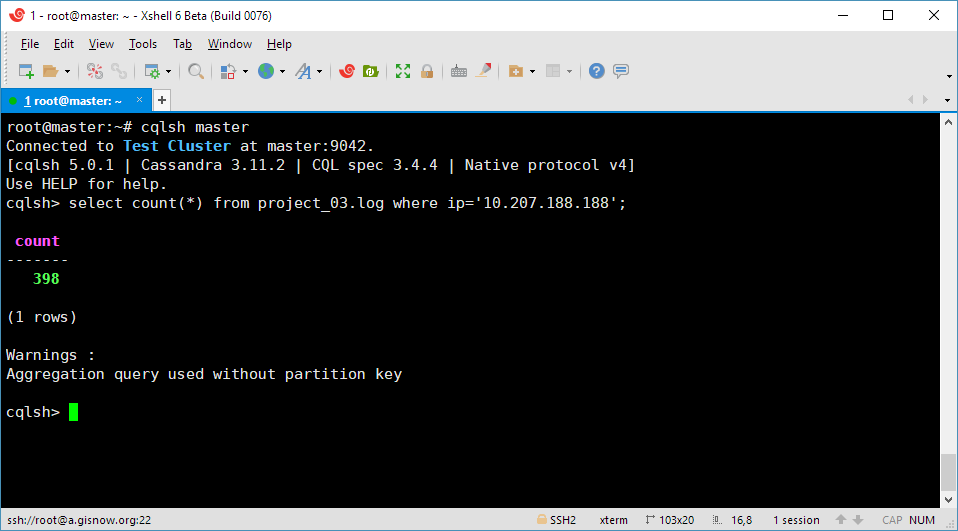 1 - root@master: ~ - Xshell 6 Beta (Build 0076)
File Edit View Tools Tab Window Help
1 root@master: ~ × +
root@master:~# cqlsh master
Connected to Test Cluster at master:9042.
[cqlsh 5.0.1 | Cassandra 3.11.2 | CQL spec 3.4.4 | Native protocol v4]
Use HELP for help.
cqlsh> select count(*) from project_03.log where ip='10.207.188.188';
count
-------
398
(1 rows)
Warnings :
Aggregation query used without partition key
cqlsh>
ssh://root@a.gisnow.org:22 SSH2 xterm 103x20 16,8 1 session CAP NUM